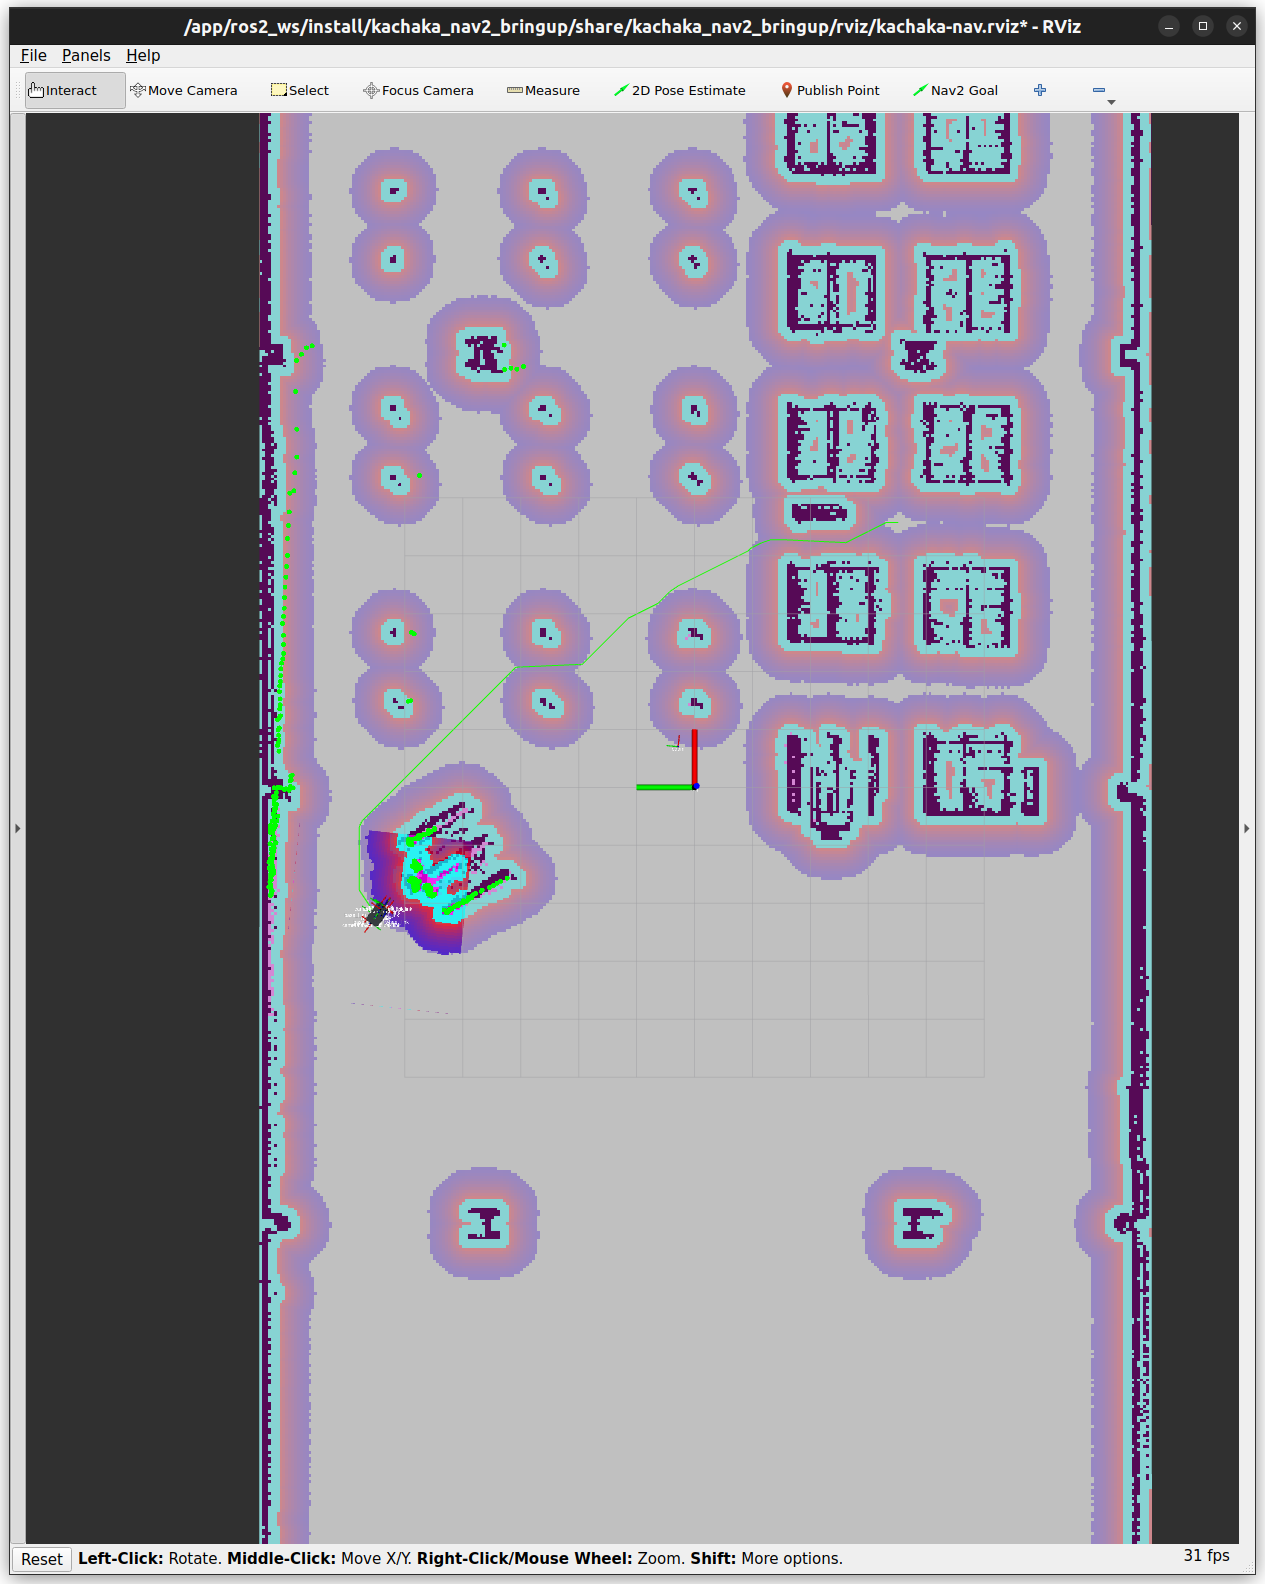 /app/ros2_ws/install/kachaka_nav2_bringup/share/kachaka_nav2_bringup/rviz/kachaka-nav.rviz* - RViz
File Panels Help
Interact Move Camera Select Focus Camera Measure 2D Pose Estimate Publish Point Nav2 Goal
Reset Left-Click: Rotate. Middle-Click: Move X/Y. Right-Click/Mouse Wheel: Zoom. Shift: More options. 31 fps